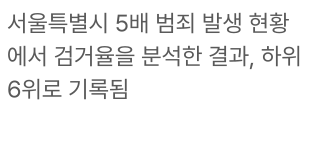 서울특별시 5배 범죄 발생 현황
에서 검거율을 분석한 결과, 하위
6위로 기록됨